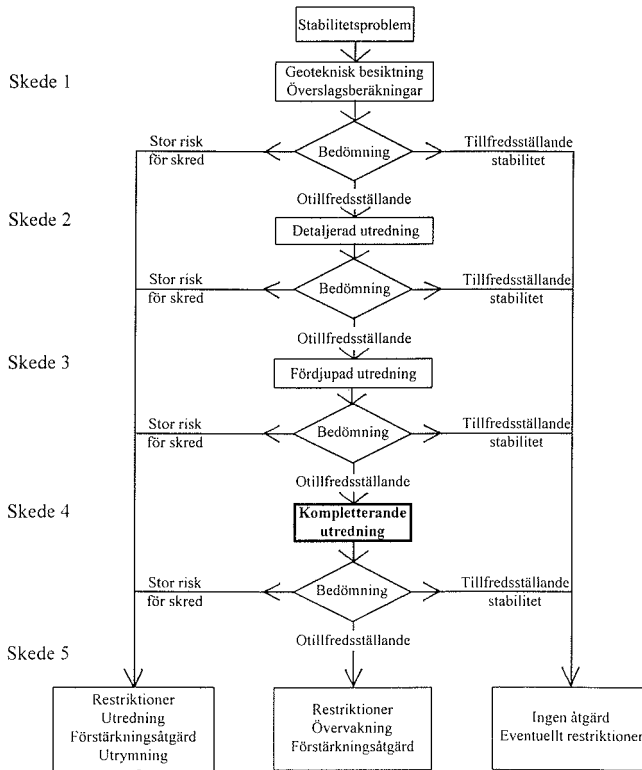 Stabilitetsproblem
Skede 1
Geoteknisk besiktning
Överslagsberäkningar
Stor risk
för skred
Bedömning
Tillfredsställande
stabilitet
Otillfredsställande
Skede 2
Detaljerad utredning
Stor risk
för skred
Bedömning
Tillfredsställande
stabilitet
Otillfredsställande
Skede 3
Fördjupad utredning
Stor risk
för skred
Bedömning
Tillfredsställande
stabilitet
Otillfredsställande
Skede 4
Kompletterande
utredning
Stor risk
för skred
Bedömning
Tillfredsställande
stabilitet
Otillfredsställande
Skede 5
Restriktioner
Utredning
Förstärkningsåtgärd
Utrymning
Restriktioner
Övervakning
Förstärkningsåtgärd
Ingen åtgärd
Eventuellt restriktioner